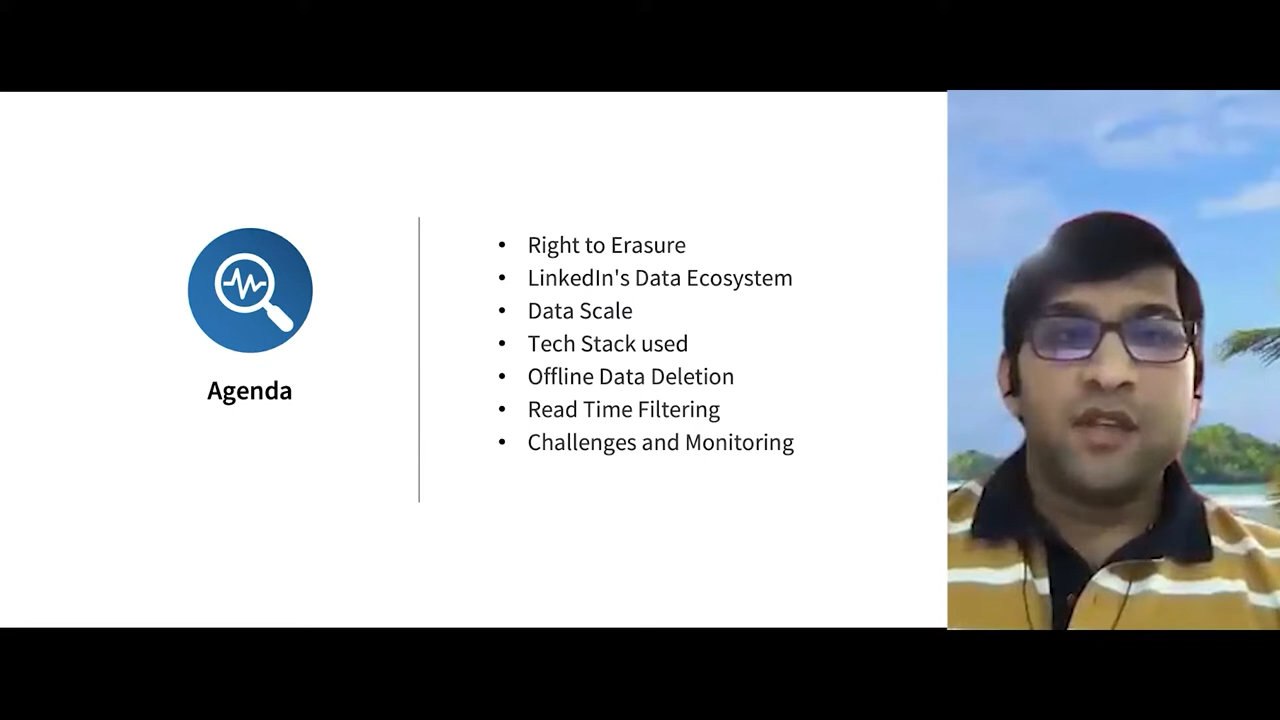 Agenda
• Right to Erasure
• LinkedIn's Data Ecosystem
• Data Scale
• Tech Stack used
• Offline Data Deletion
• Read Time Filtering
• Challenges and Monitoring